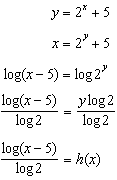 y = 2^x + 5
x = 2^y + 5
log(x − 5) = log 2^y
log(x − 5)/log 2 = y log 2/log 2
log(x − 5)/log 2 = h(x)